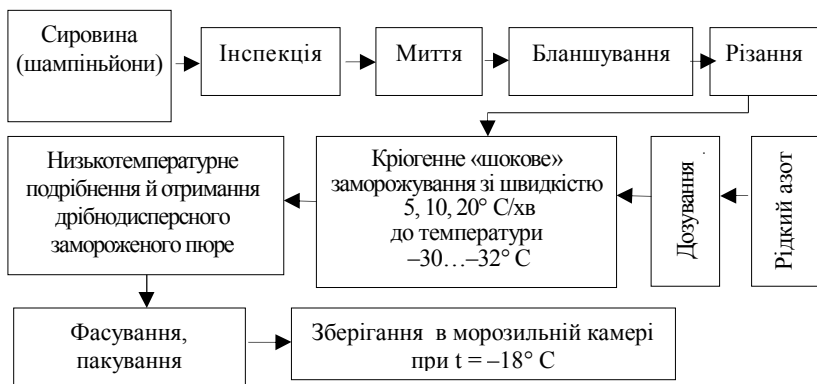 Сировина
(шампіньйони)
Інспекція
Миття
Бланшування
Різання
Низькотемпературне
подрібнення й отримання
дрібнодисперсного
замороженого пюре
Кріогенне «шокове»
заморожування зі швидкістю
5, 10, 20° С/хв
до температури
–30…–32° С
Дозування
Рідкий азот
Фасування,
пакування
Зберігання в морозильній камері
при t = –18° С